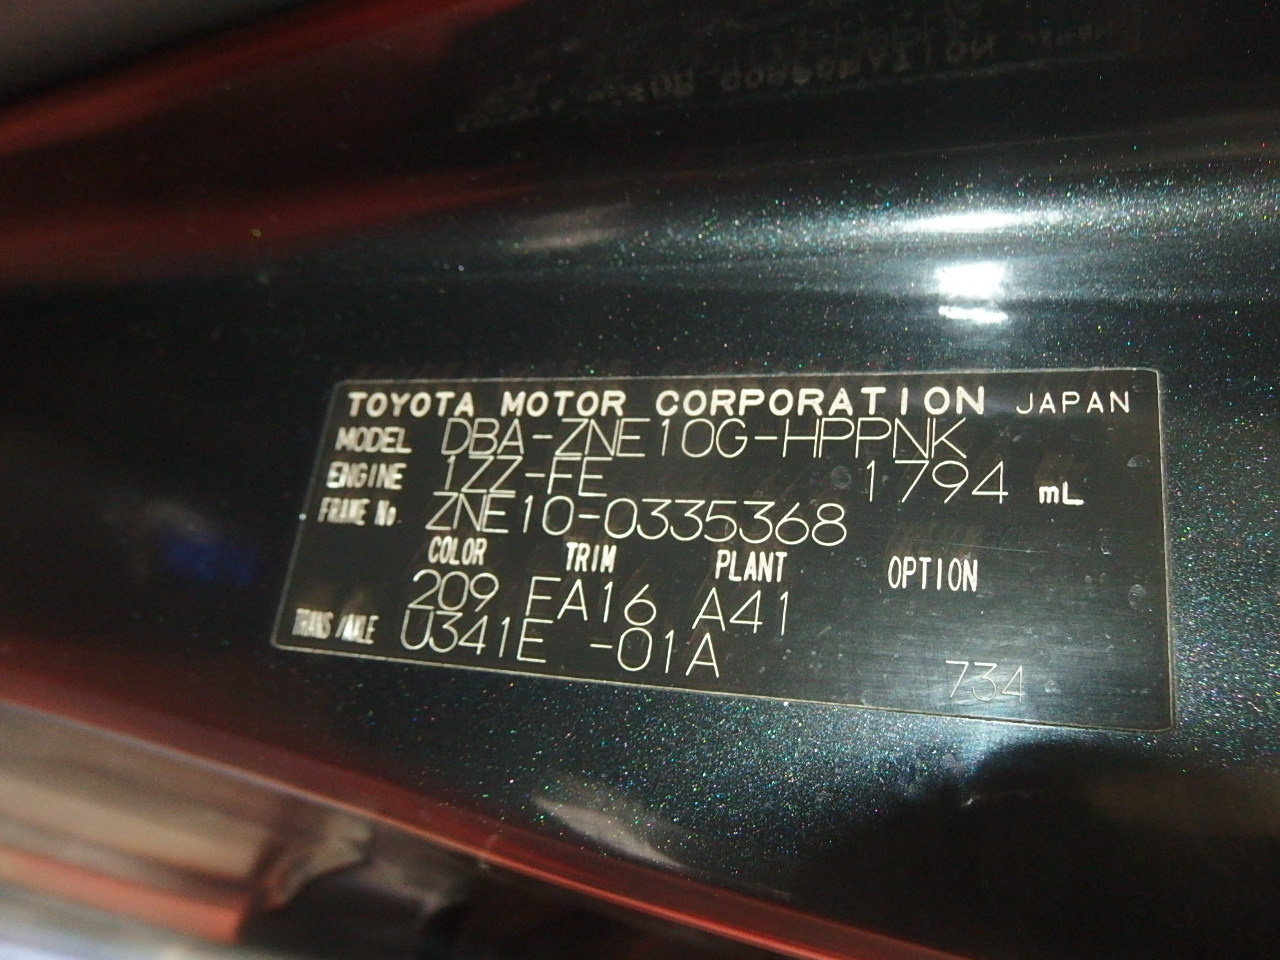 TOYOTA MOTOR CORPORATION JAPAN
MODEL DBA-ZNE10G-HPPNK
ENGINE 1ZZ-FE 1794 mL
FRAME No ZNE10-0335368
COLOR TRIM PLANT OPTION
209 FA16 A41
TRANS/AXLE U341E -01A
734